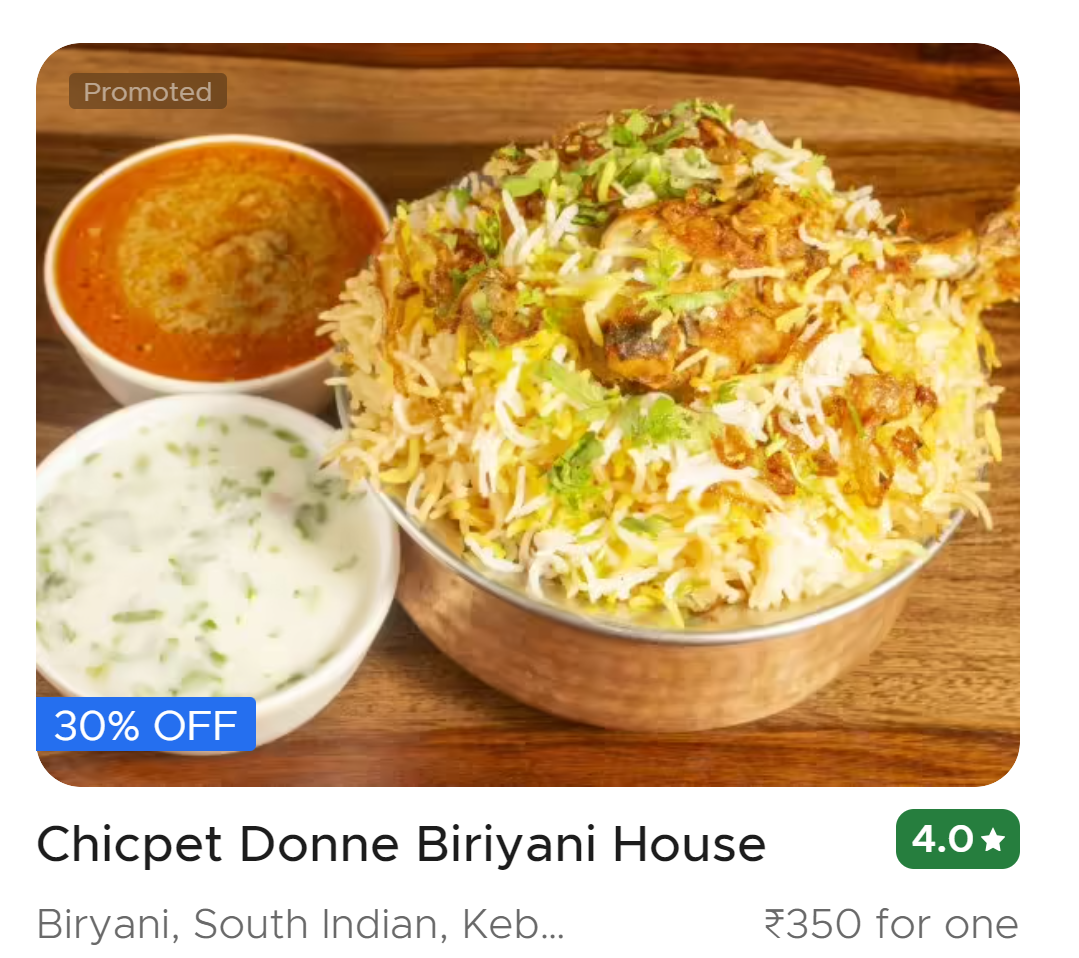 Promoted
30% OFF
Chicpet Donne Biriyani House
4.0★
Biryani, South Indian, Keb...
₹350 for one